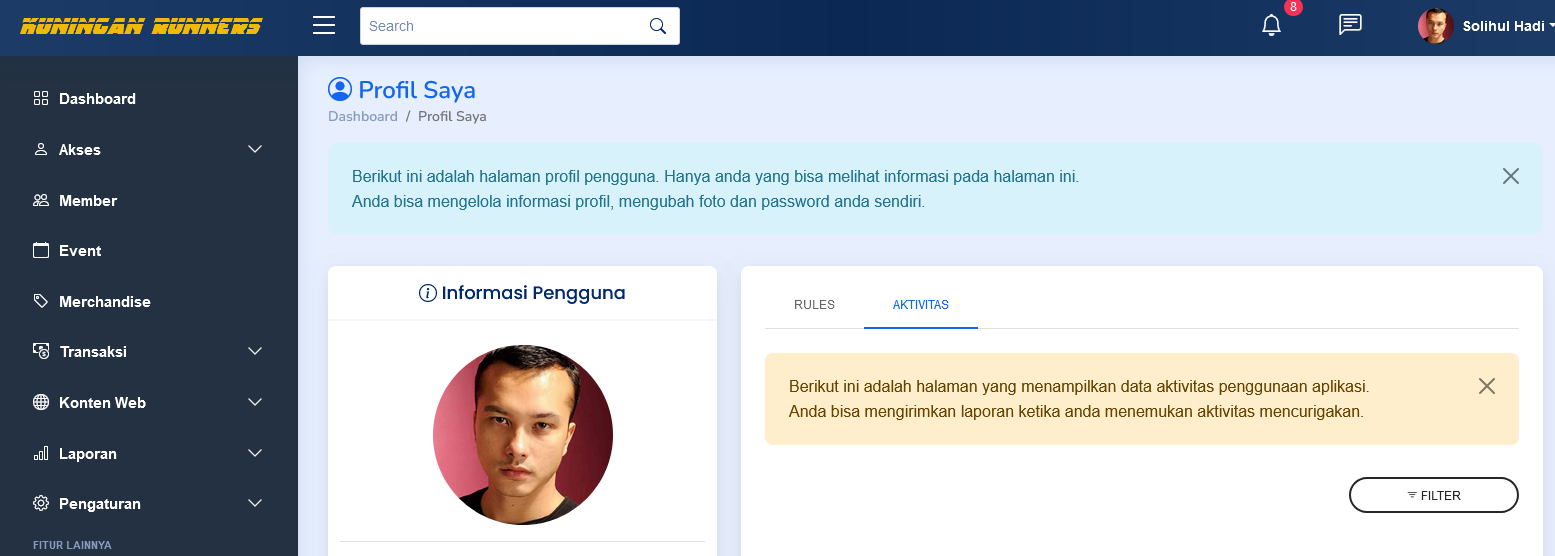 KUNINGAN RUNNERS
Search
8
Solihul Hadi
Dashboard
Akses
Member
Event
Merchandise
Transaksi
Konten Web
Laporan
Pengaturan
FITUR LAINNYA
Profil Saya
Dashboard / Profil Saya
Berikut ini adalah halaman profil pengguna. Hanya anda yang bisa melihat informasi pada halaman ini.
Anda bisa mengelola informasi profil, mengubah foto dan password anda sendiri.
Informasi Pengguna
RULES
AKTIVITAS
Berikut ini adalah halaman yang menampilkan data aktivitas penggunaan aplikasi.
Anda bisa mengirimkan laporan ketika anda menemukan aktivitas mencurigakan.
FILTER